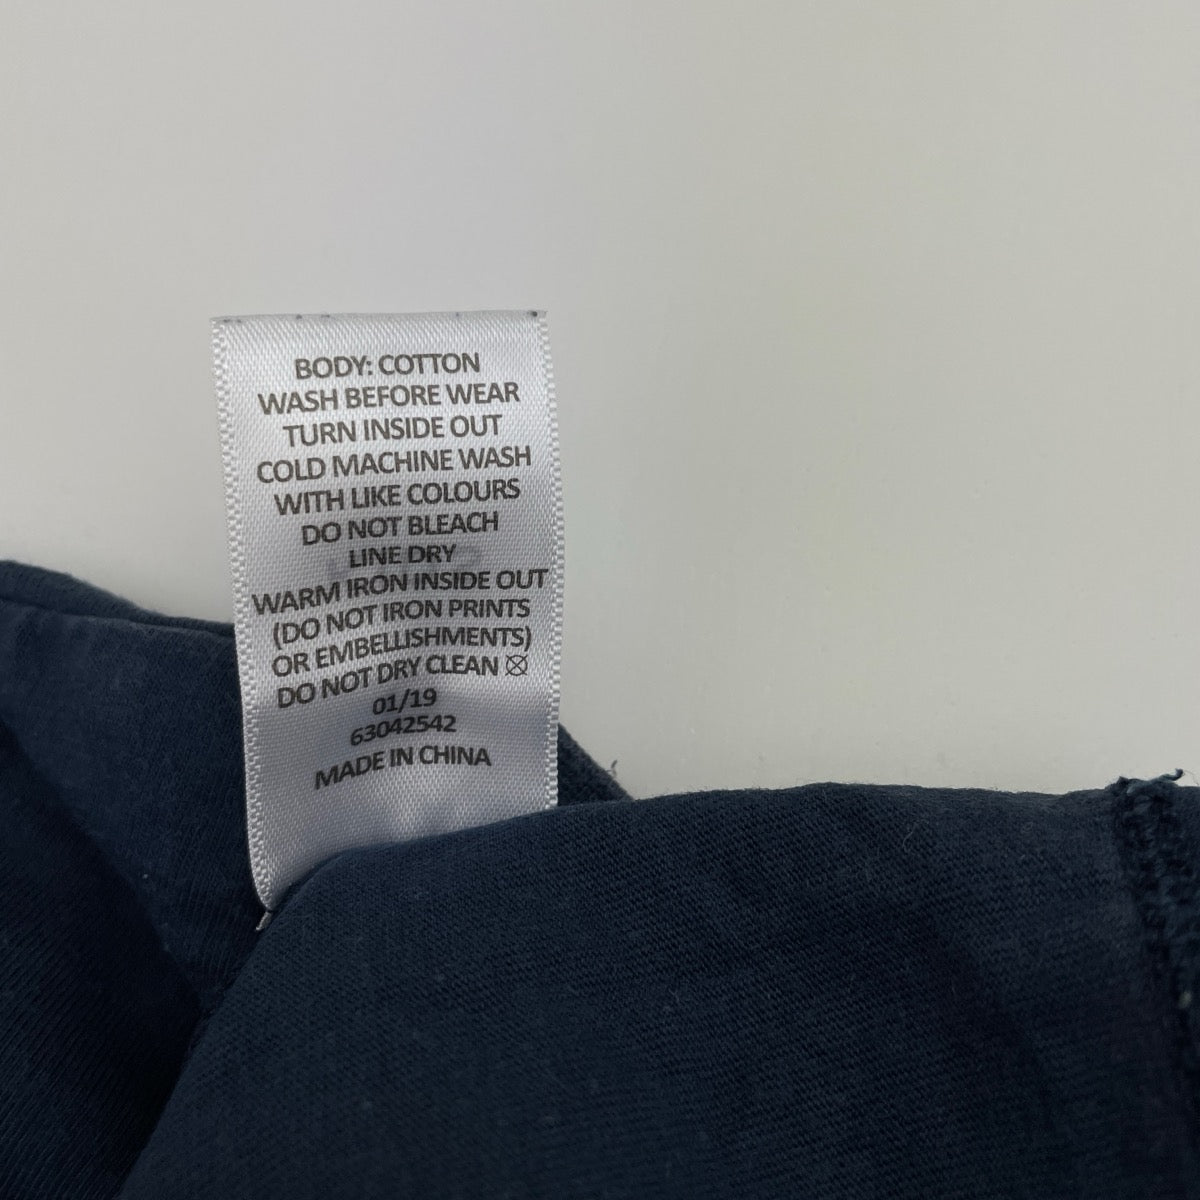 BODY: COTTON
WASH BEFORE WEAR
TURN INSIDE OUT
COLD MACHINE WASH
WITH LIKE COLOURS
DO NOT BLEACH
LINE DRY
WARM IRON INSIDE OUT
(DO NOT IRON PRINTS
OR EMBELLISHMENTS)
DO NOT DRY CLEAN
01/19
63042542
MADE IN CHINA